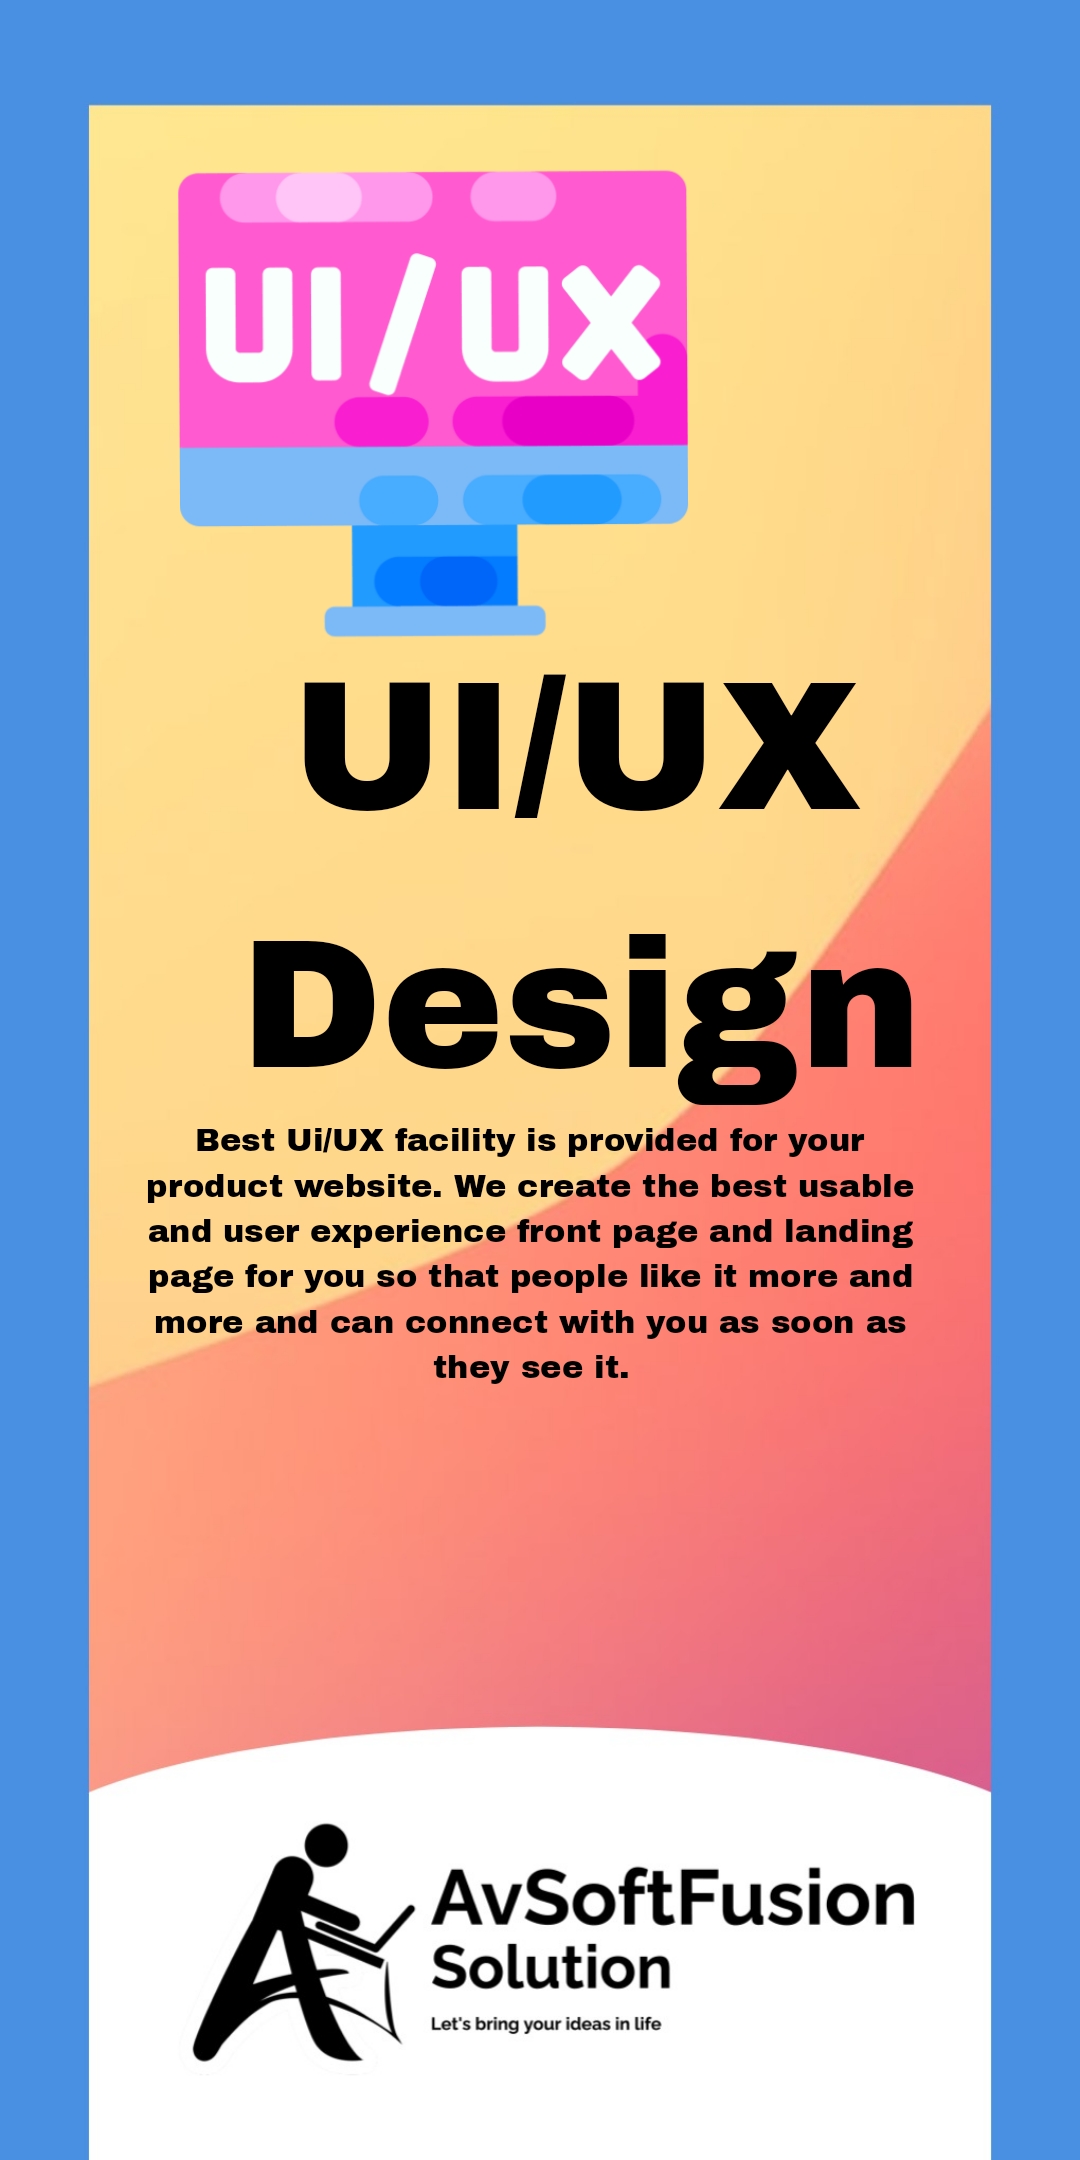 UI/UX
UI/UX
Design
Best Ui/UX facility is provided for your
product website. We create the best usable
and user experience front page and landing
page for you so that people like it more and
more and can connect with you as soon as
they see it.
AvSoftFusion
Solution
Let's bring your ideas in life